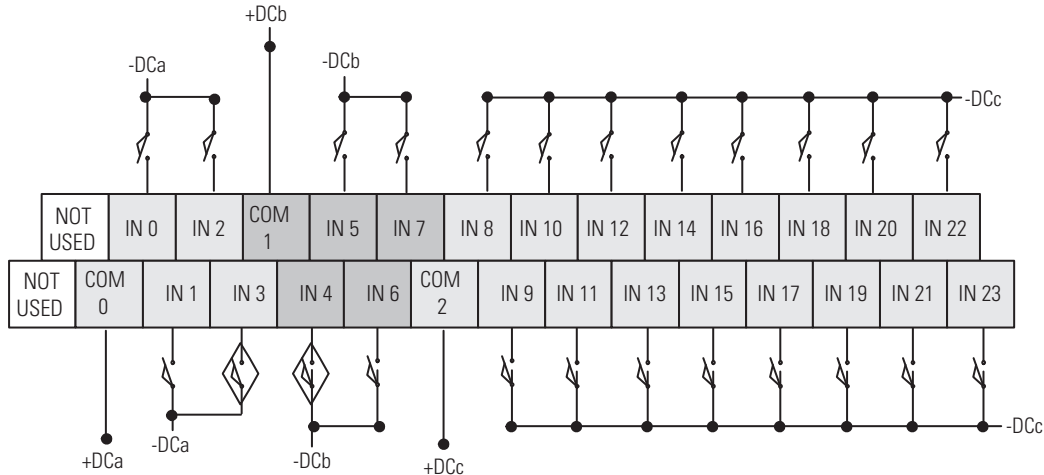 +DCb
-DCa
-DCb
-DCc
NOT USED
IN 0
IN 2
COM 1
IN 5
IN 7
IN 8
IN 10
IN 12
IN 14
IN 16
IN 18
IN 20
IN 22
NOT USED
COM 0
IN 1
IN 3
IN 4
IN 6
COM 2
IN 9
IN 11
IN 13
IN 15
IN 17
IN 19
IN 21
IN 23
-DCc
-DCa
+DCa
-DCb
+DCc